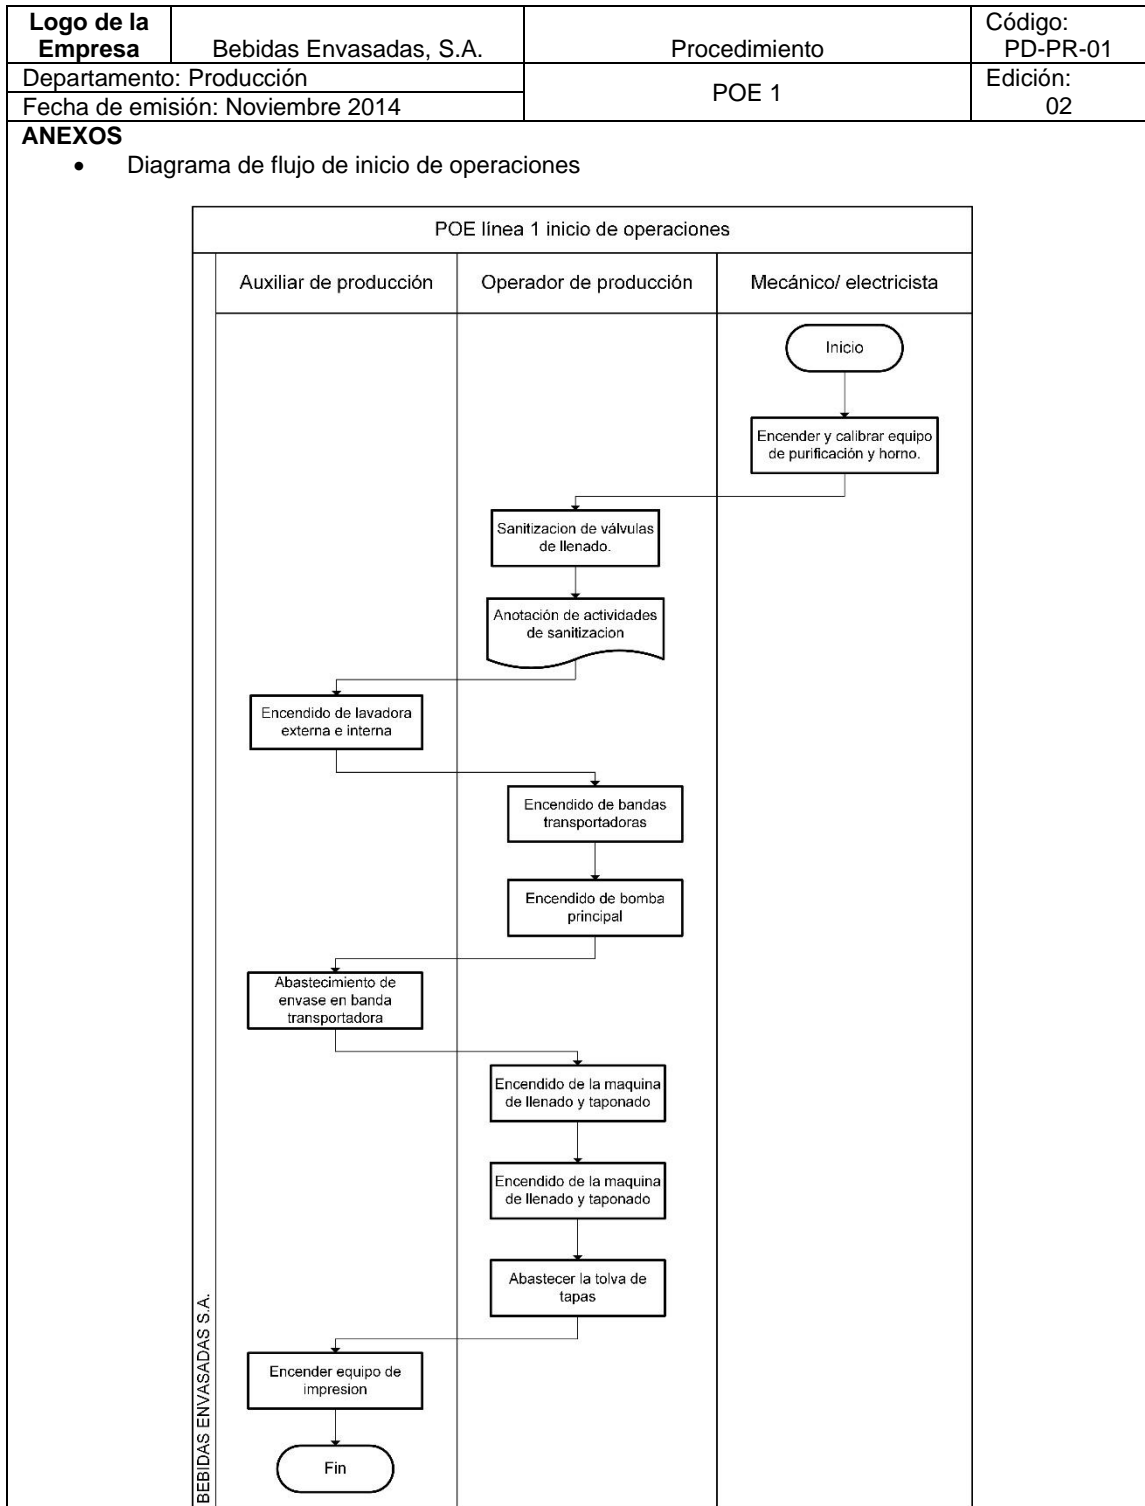 Logo de la
Empresa
Bebidas Envasadas, S.A.
Procedimiento
Código:
PD-PR-01
Departamento: Producción
Fecha de emisión: Noviembre 2014
POE 1
Edición:
02
ANEXOS
• Diagrama de flujo de inicio de operaciones
POE línea 1 inicio de operaciones
Auxiliar de producción
Operador de producción
Mecánico/ electricista
Inicio
Encender y calibrar equipo
de purificación y horno.
Sanitizacion de válvulas
de llenado.
Anotación de actividades
de sanitizacion
Encendido de lavadora
externa e interna
Encendido de bandas
transportadoras
Encendido de bomba
principal
Abastecimiento de
envase en banda
transportadora
Encendido de la maquina
de llenado y taponado
Encendido de la maquina
de llenado y taponado
Abastecer la tolva de
tapas
Encender equipo de
impresion
Fin
BEBIDAS ENVASADAS S.A.